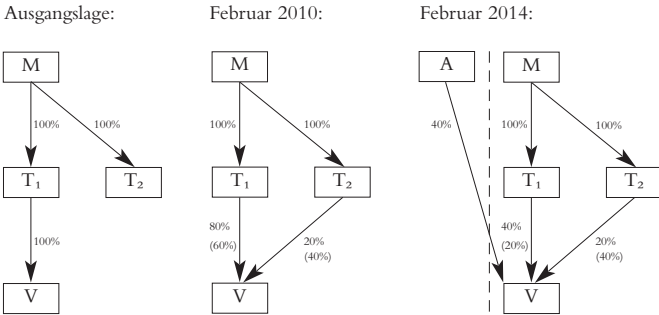 Ausgangslage:
Februar 2010:
Februar 2014:
M
M
A
M
100%
100%
100%
100%
40%
100%
100%
T₁
T₂
T₁
T₂
T₁
T₂
100%
80%
(60%)
20%
(40%)
40%
(20%)
20%
(40%)
V
V
V